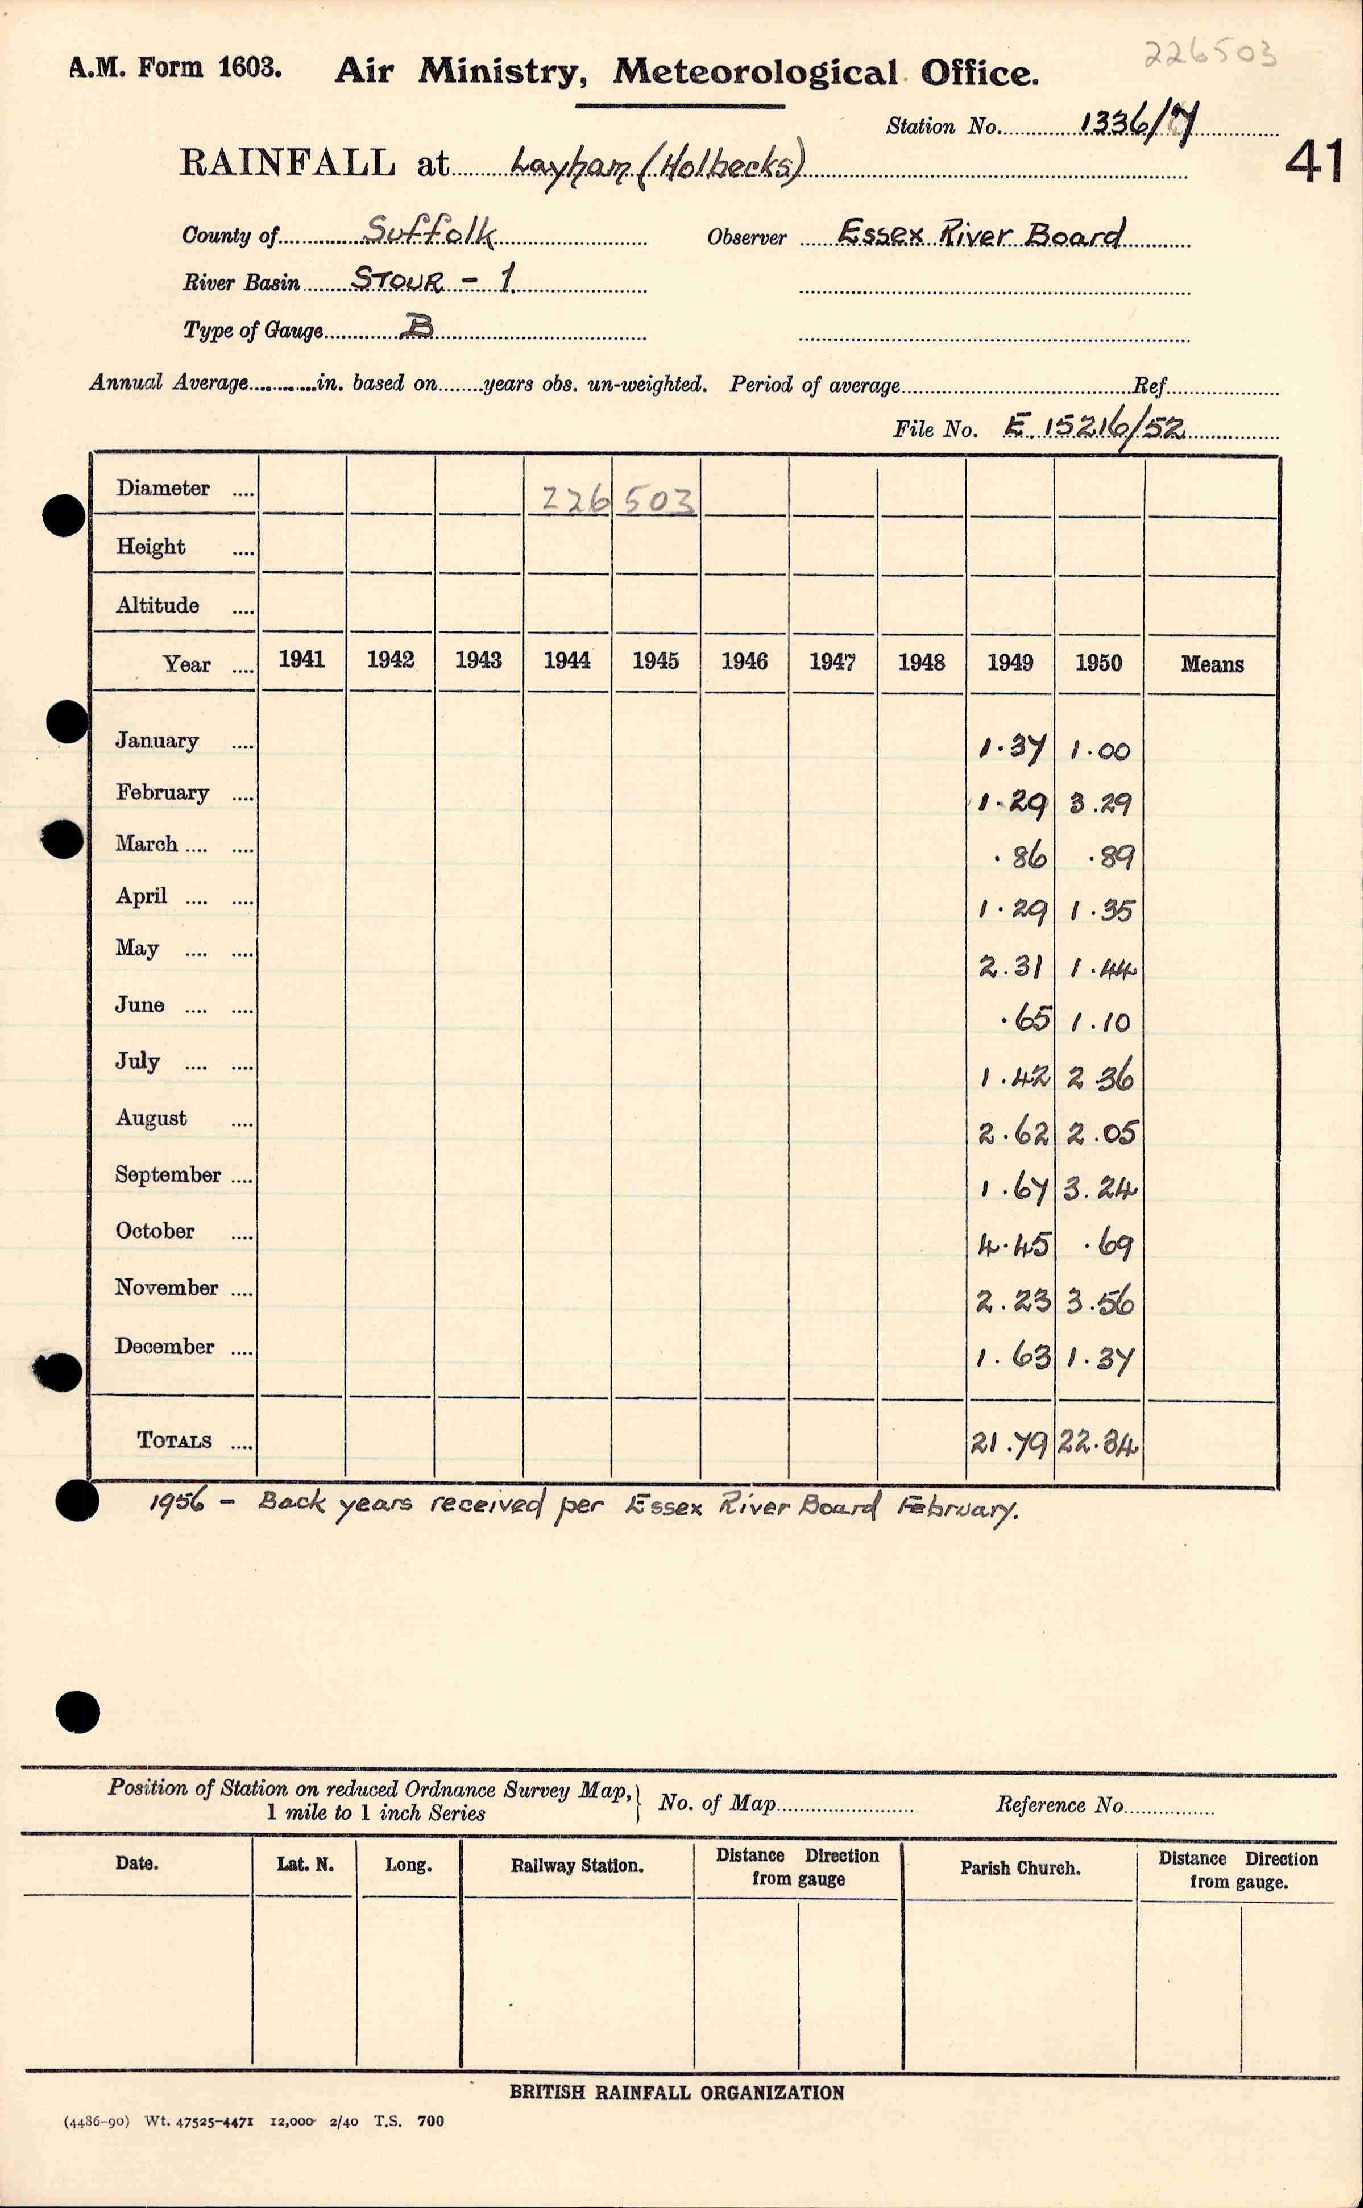 226503
A.M. Form 1603. Air Ministry, Meteorological Office.
Station No. 1336/7
RAINFALL at Layham (Holbecks)
41
County of Suffolk Observer Essex River Board
River Basin STOUR - 1
Type of Gauge B
Annual Average in. based on years obs. un-weighted. Period of average Ref.
File No. E 15216/52
Diameter .... 226 503
Height ....
Altitude ....
Year .... 1941 1942 1943 1944 1945 1946 1947 1948 1949 1950 Means
January .... 1.37 1.00
February .... 1.29 3.29
March .... .... .86 .89
April .... .... 1.29 1.35
May .... .... 2.31 1.44
June .... .... .65 1.10
July .... .... 1.42 2 36
August .... 2.62 2.05
September .... 1.67 3.24
October .... 4.45 .69
November .... 2.23 3.56
December .... 1.63 1.37
TOTALS .... 21.79 22.34
1956 - Back years received per Essex River Board February.
Position of Station on reduced Ordnance Survey Map, No. of Map Reference No.
1 mile to 1 inch Series
Date. Lat. N. Long. Railway Station. Distance Direction from gauge Parish Church. Distance Direction from gauge.
BRITISH RAINFALL ORGANIZATION
(4486-90) Wt. 47525-4471 12,000 2/40 T.S. 700